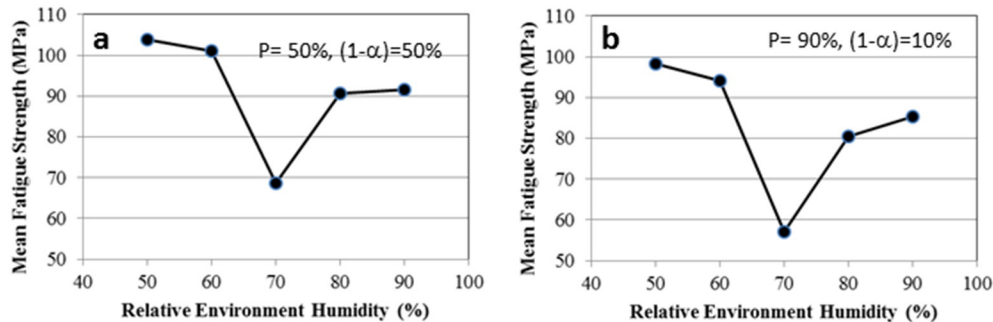 a
P= 50%, (1-α)=50%
Mean Fatigue Strength (MPa)
110
100
90
80
70
60
50
40 50 60 70 80 90 100
Relative Environment Humidity (%)
b
P= 90%, (1-α)=10%
Mean Fatigue Strength (MPa)
110
100
90
80
70
60
50
40 50 60 70 80 90 100
Relative Environment Humidity (%)